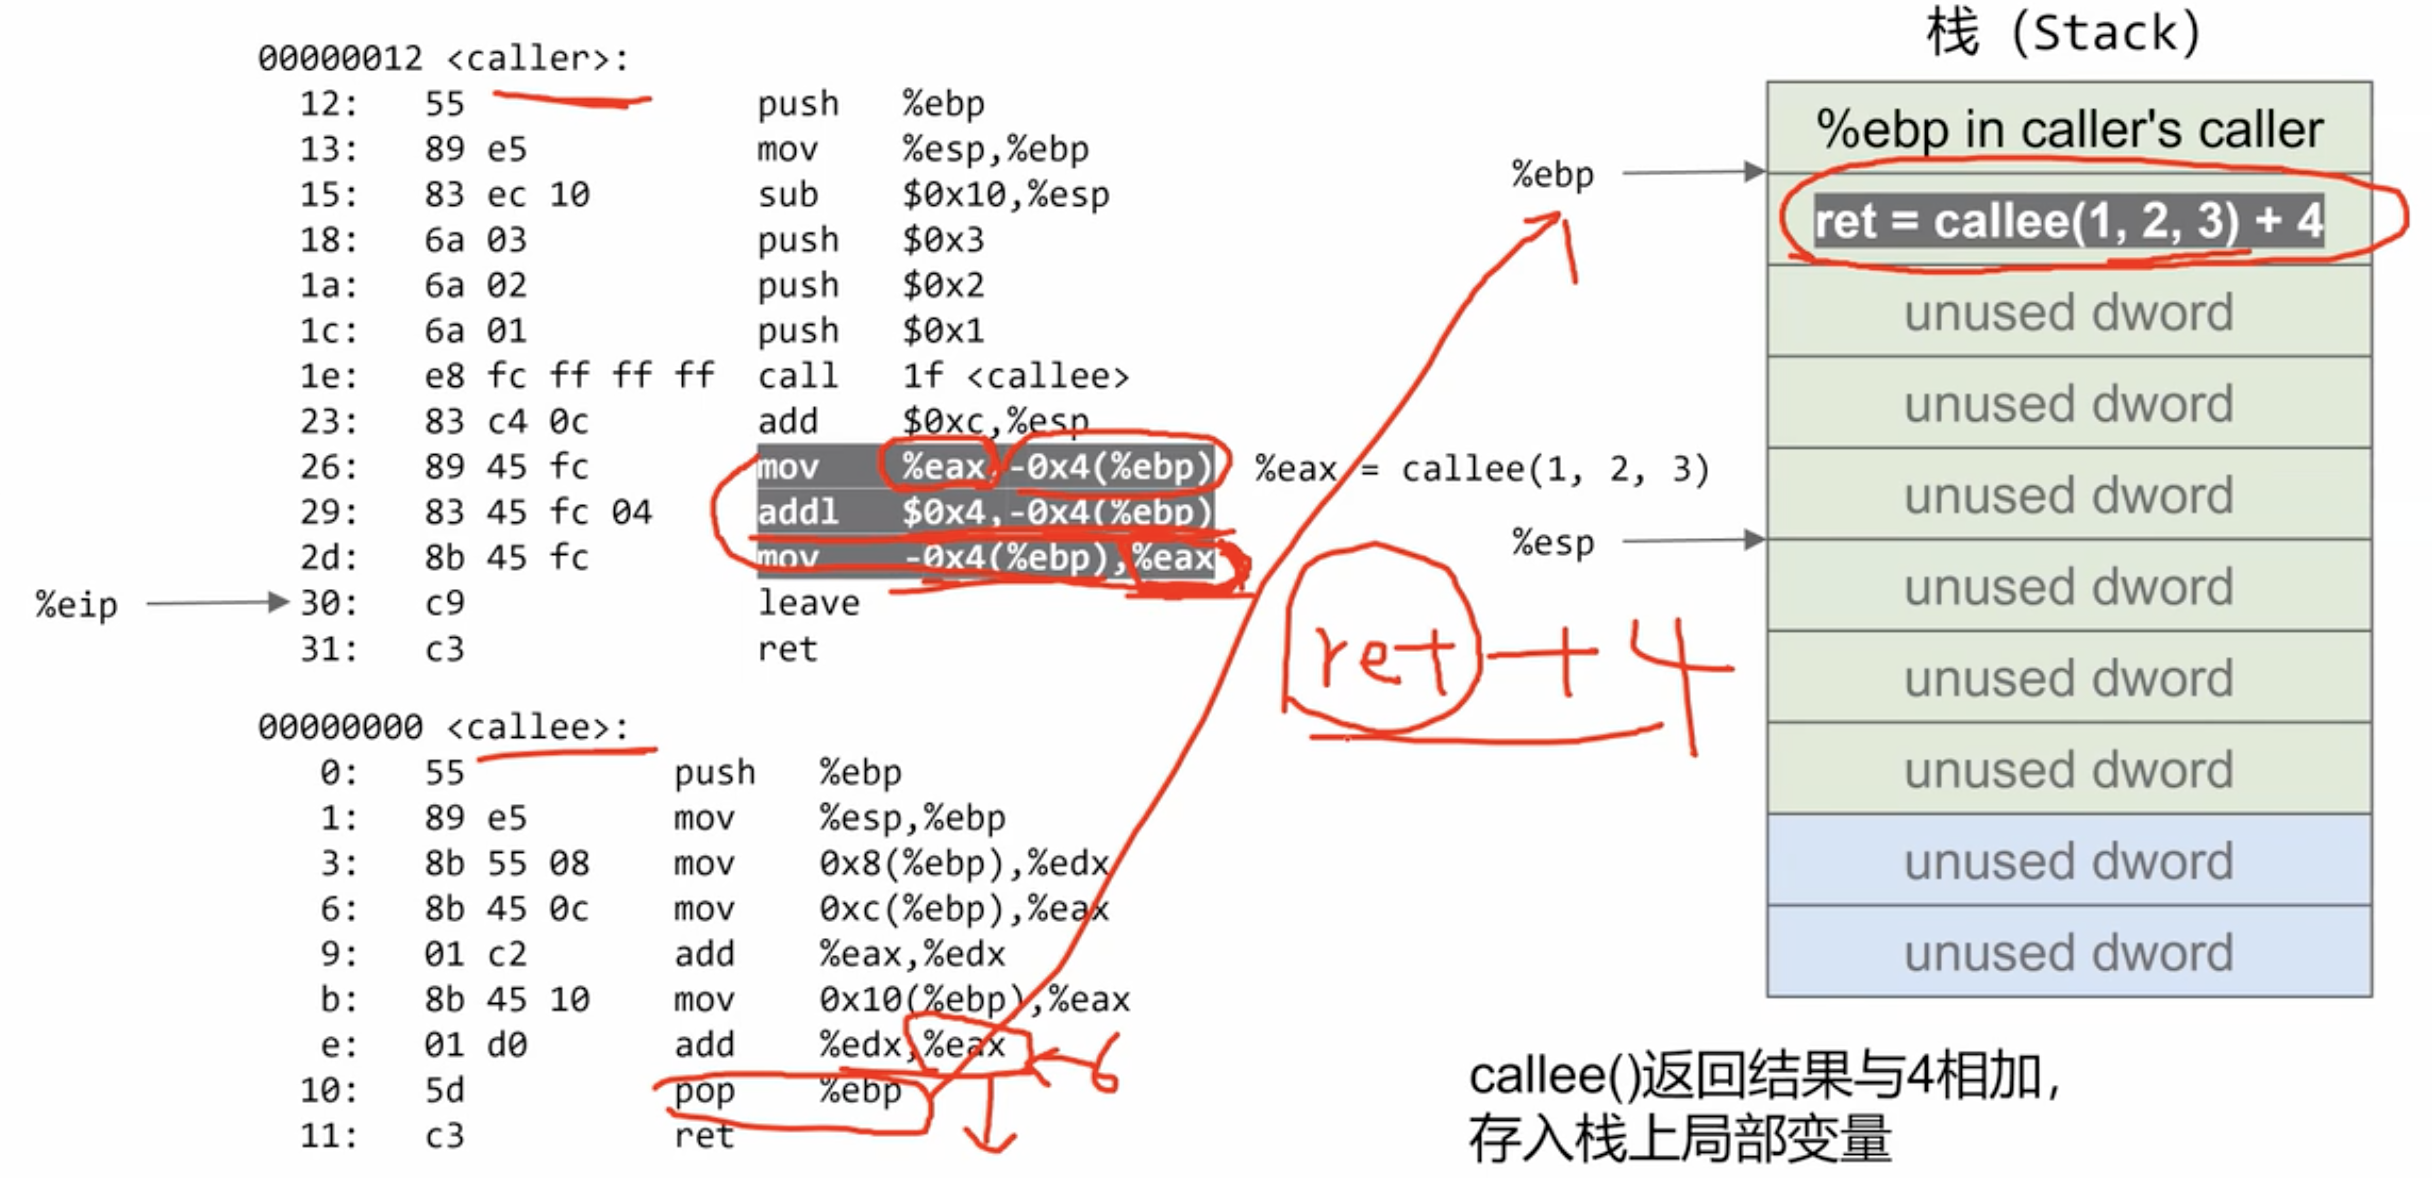 00000012 <caller>:
12: 55 push %ebp
13: 89 e5 mov %esp,%ebp
15: 83 ec 10 sub $0x10,%esp
18: 6a 03 push $0x3
1a: 6a 02 push $0x2
1c: 6a 01 push $0x1
1e: e8 fc ff ff ff call 1f <callee>
23: 83 c4 0c add $0xc,%esp
26: 89 45 fc mov %eax,-0x4(%ebp)
29: 83 45 fc 04 addl $0x4,-0x4(%ebp)
2d: 8b 45 fc mov -0x4(%ebp),%eax
%eip 30: c9 leave
31: c3 ret
00000000 <callee>:
0: 55 push %ebp
1: 89 e5 mov %esp,%ebp
3: 8b 55 08 mov 0x8(%ebp),%edx
6: 8b 45 0c mov 0xc(%ebp),%eax
9: 01 c2 add %eax,%edx
b: 8b 45 10 mov 0x10(%ebp),%eax
e: 01 d0 add %edx,%eax
6
10: 5d pop %ebp
11: c3 ret
%eax = callee(1, 2, 3)
ret + 4
栈（Stack）
%ebp in caller's caller
%ebp
ret = callee(1, 2, 3) + 4
unused dword
unused dword
unused dword
%esp
unused dword
unused dword
unused dword
unused dword
unused dword
callee()返回结果与4相加，
存入栈上局部变量